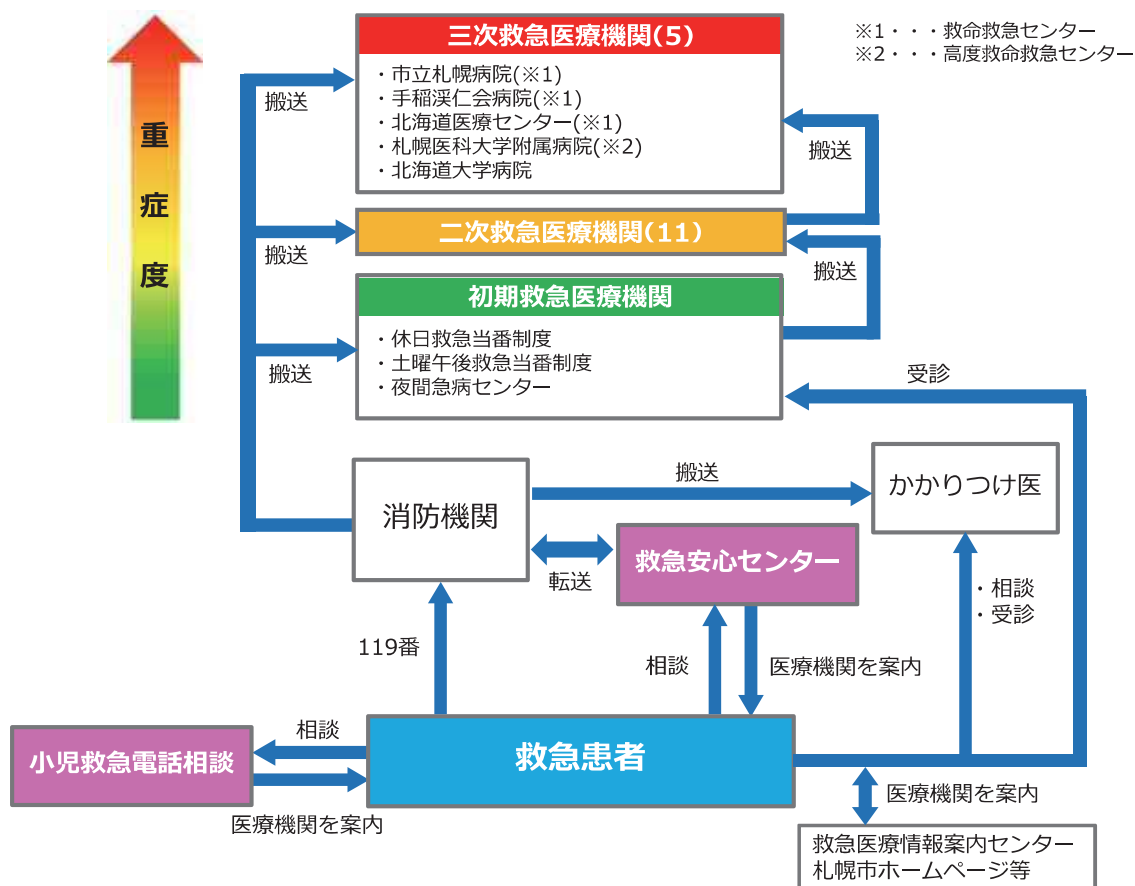 三次救急医療機関(5)
※1・・・救命救急センター
※2・・・高度救命救急センター
・市立札幌病院(※1)
・手稲渓仁会病院(※1)
・北海道医療センター(※1)
・札幌医科大学附属病院(※2)
・北海道大学病院
搬送
搬送
重
症
度
二次救急医療機関(11)
搬送
搬送
初期救急医療機関
・休日救急当番制度
・土曜午後救急当番制度
・夜間急病センター
搬送
受診
消防機関
搬送
かかりつけ医
転送
救急安心センター
・相談
・受診
119番
相談
医療機関を案内
小児救急電話相談
相談
医療機関を案内
救急患者
医療機関を案内
救急医療情報案内センター
札幌市ホームページ等